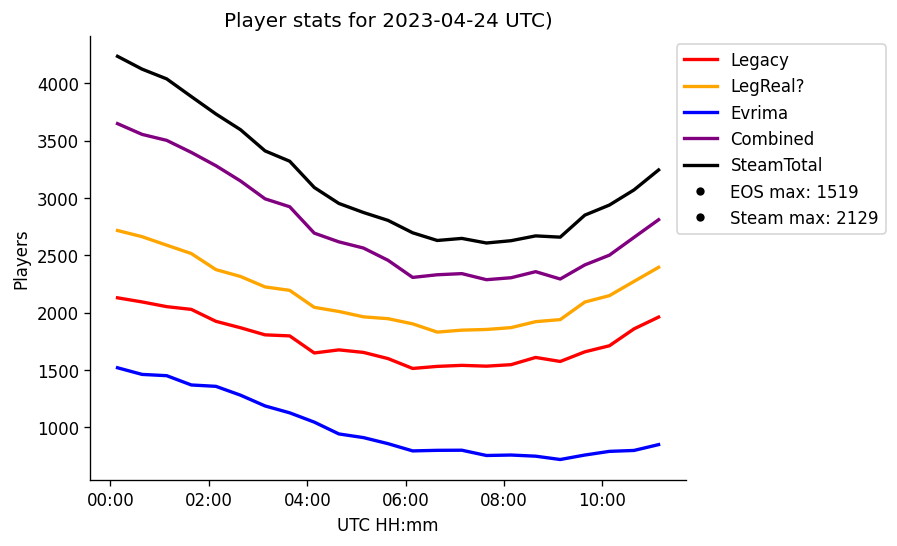 Player stats for 2023-04-24 UTC)
Players
4000
3500
3000
2500
2000
1500
1000
00:00
02:00
04:00
06:00
08:00
10:00
UTC HH:mm
Legacy
LegReal?
Evrima
Combined
SteamTotal
EOS max: 1519
Steam max: 2129